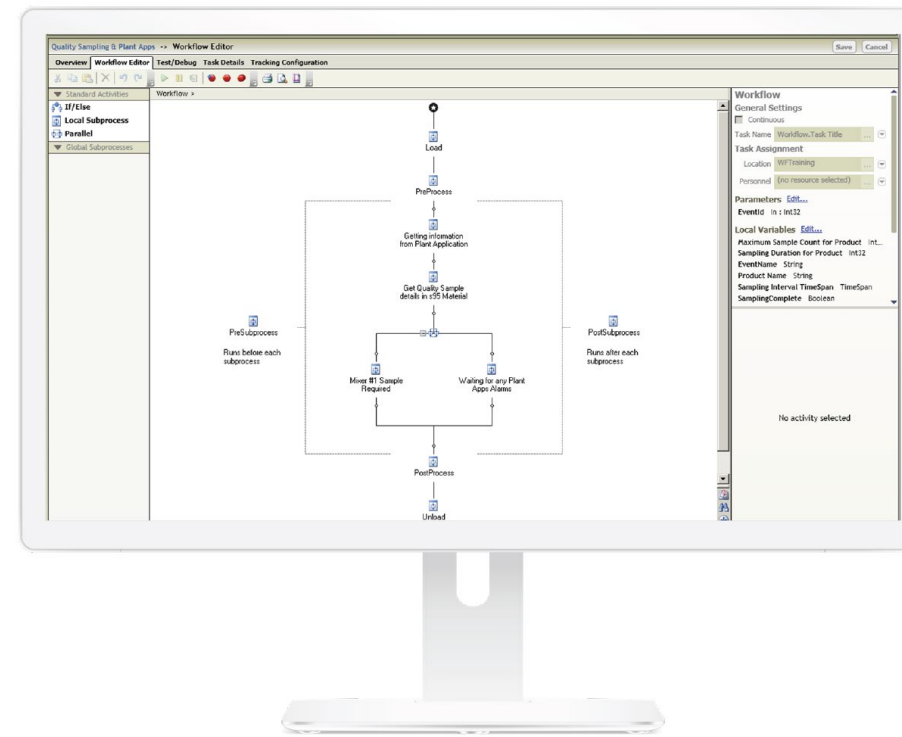 Quality Sampling & Plant Apps -> Workflow Editor
Save
Cancel
Overview
Workflow Editor
Test/Debug
Task Details
Tracking Configuration
Standard Activities
If/Else
Local Subprocess
Parallel
Global Subprocesses
Workflow >
Load
PreProcess
Getting information
from Plant Application
Get Quality Sample
details in s95 Material
PreSubprocess
Runs before each
subprocess
PostSubprocess
Runs after each
subprocess
Mixer #1 Sample
Required
Waiting for any Plant
Apps Alarms
PostProcess
Unload
Workflow
General Settings
Continuous
Task Name Workflow.Task Title ...
Task Assignment
Location WFTraining ...
Personnel (no resource selected) ...
Parameters Edit...
EventId In : Int32
Local Variables Edit...
Maximum Sample Count for Product Int...
Sampling Duration for Product Int32
EventName String
Product Name String
Sampling Interval TimeSpan TimeSpan
SamplingComplete Boolean
No activity selected